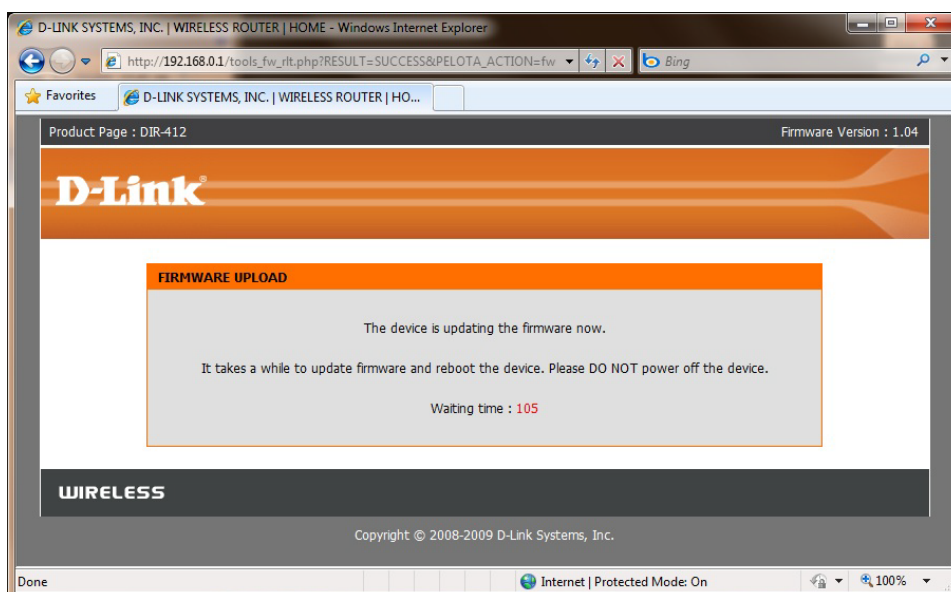 D-LINK SYSTEMS, INC. | WIRELESS ROUTER | HOME - Windows Internet Explorer
http://192.168.0.1/tools_fw_rlt.php?RESULT=SUCCESS&PELOTA_ACTION=fw
Bing
Favorites
D-LINK SYSTEMS, INC. | WIRELESS ROUTER | HO...
Product Page : DIR-412
Firmware Version : 1.04
D-Link®
FIRMWARE UPLOAD
The device is updating the firmware now.
It takes a while to update firmware and reboot the device. Please DO NOT power off the device.
Waiting time : 105
WIRELESS
Copyright © 2008-2009 D-Link Systems, Inc.
Done
Internet | Protected Mode: On
100%